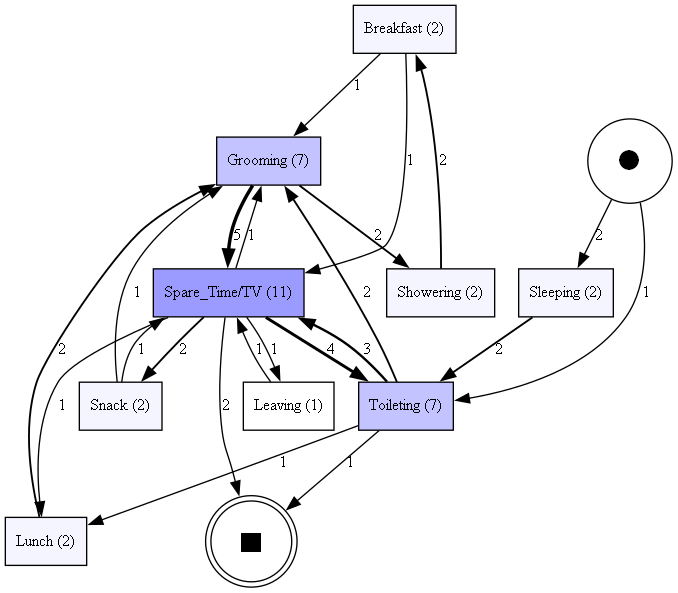 Breakfast (2)
1
Grooming (7)
1
2
5
1
2
2
Spare_Time/TV (11)
Showering (2)
Sleeping (2)
1
2
1
2
1
1
2
1
1
4
3
2
Snack (2)
Leaving (1)
Toileting (7)
2
1
1
Lunch (2)